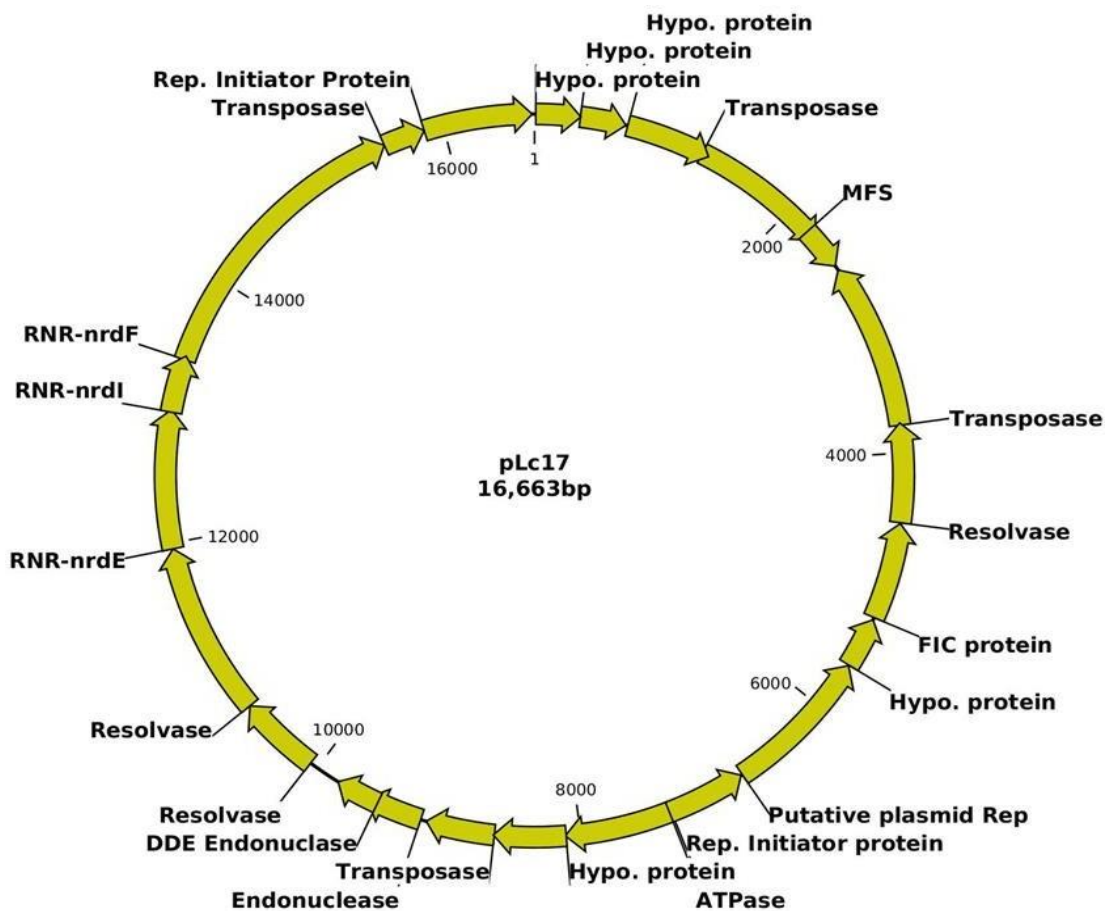 Hypo. protein
Hypo. protein
Hypo. protein
Transposase
MFS
Transposase
Resolvase
FIC protein
Hypo. protein
Putative plasmid Rep
Rep. Initiator protein
ATPase
Hypo. protein
Transposase
Endonuclease
DDE Endonuclase
Resolvase
Resolvase
RNR-nrdE
RNR-nrdI
RNR-nrdF
Transposase
Rep. Initiator Protein
1
2000
4000
6000
8000
10000
12000
14000
16000
pLc17
16,663bp